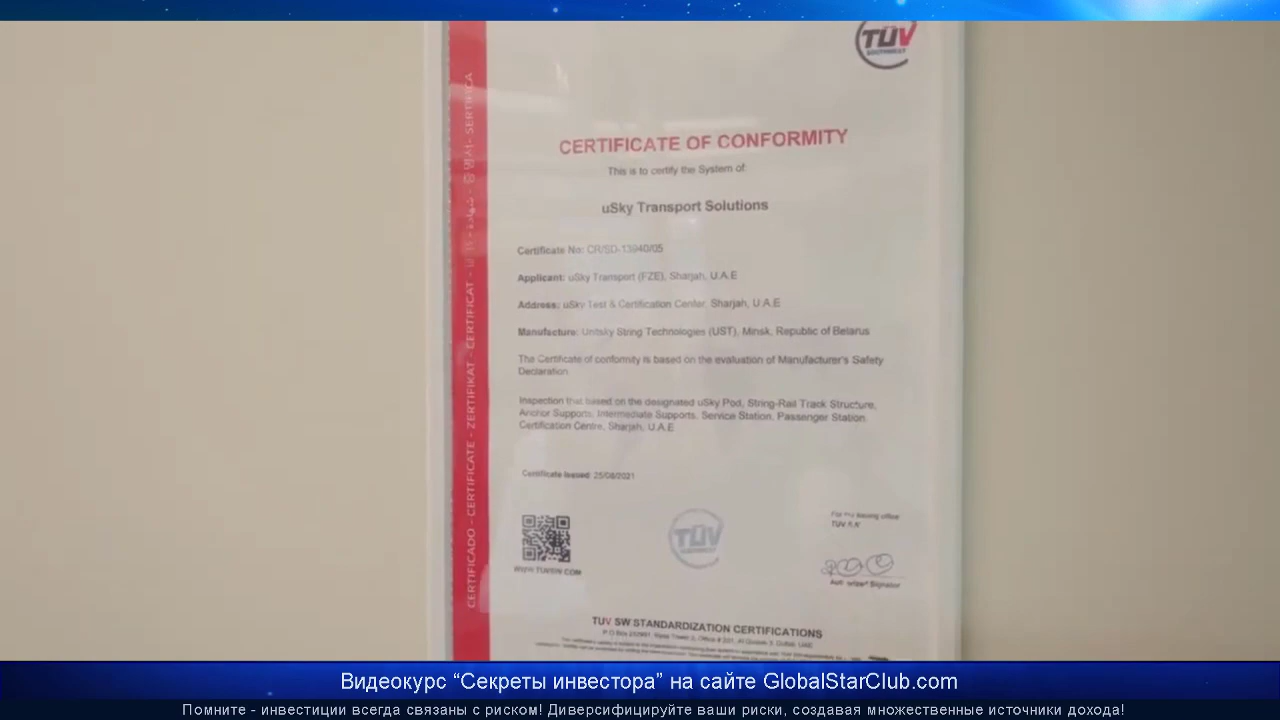 TÜV
SOUTHWEST
CERTIFICATE OF CONFORMITY
This is to certify the System of:
uSky Transport Solutions
Certificate No: CR/SD-13940/05
Applicant: uSky Transport (FZE), Sharjah, U.A.E
Address: uSky Test & Certification Center, Sharjah, U.A.E
Manufacture: Unitsky String Technologies (UST), Minsk, Republic of Belarus
The Certificate of conformity is based on the evaluation of Manufacturer's Safety
Declaration
Inspection that based on the designated uSky Pod, String-Rail Track Structure,
Anchor Supports, Intermediate Supports, Service Station, Passenger Station
Certification Centre, Sharjah, U.A.E
Certificate Issued: 25/08/2021
TÜV
WWW.TUVSW.COM
TUV SW STANDARDIZATION CERTIFICATIONS
CERTIFICADO - CERTIFICATE - ZERTIFIKAT - CERTIFICAT
Видеокурс “Секреты инвестора” на сайте GlobalStarClub.com
Помните - инвестиции всегда связаны с риском! Диверсифицируйте ваши риски, создавая множественные источники дохода!